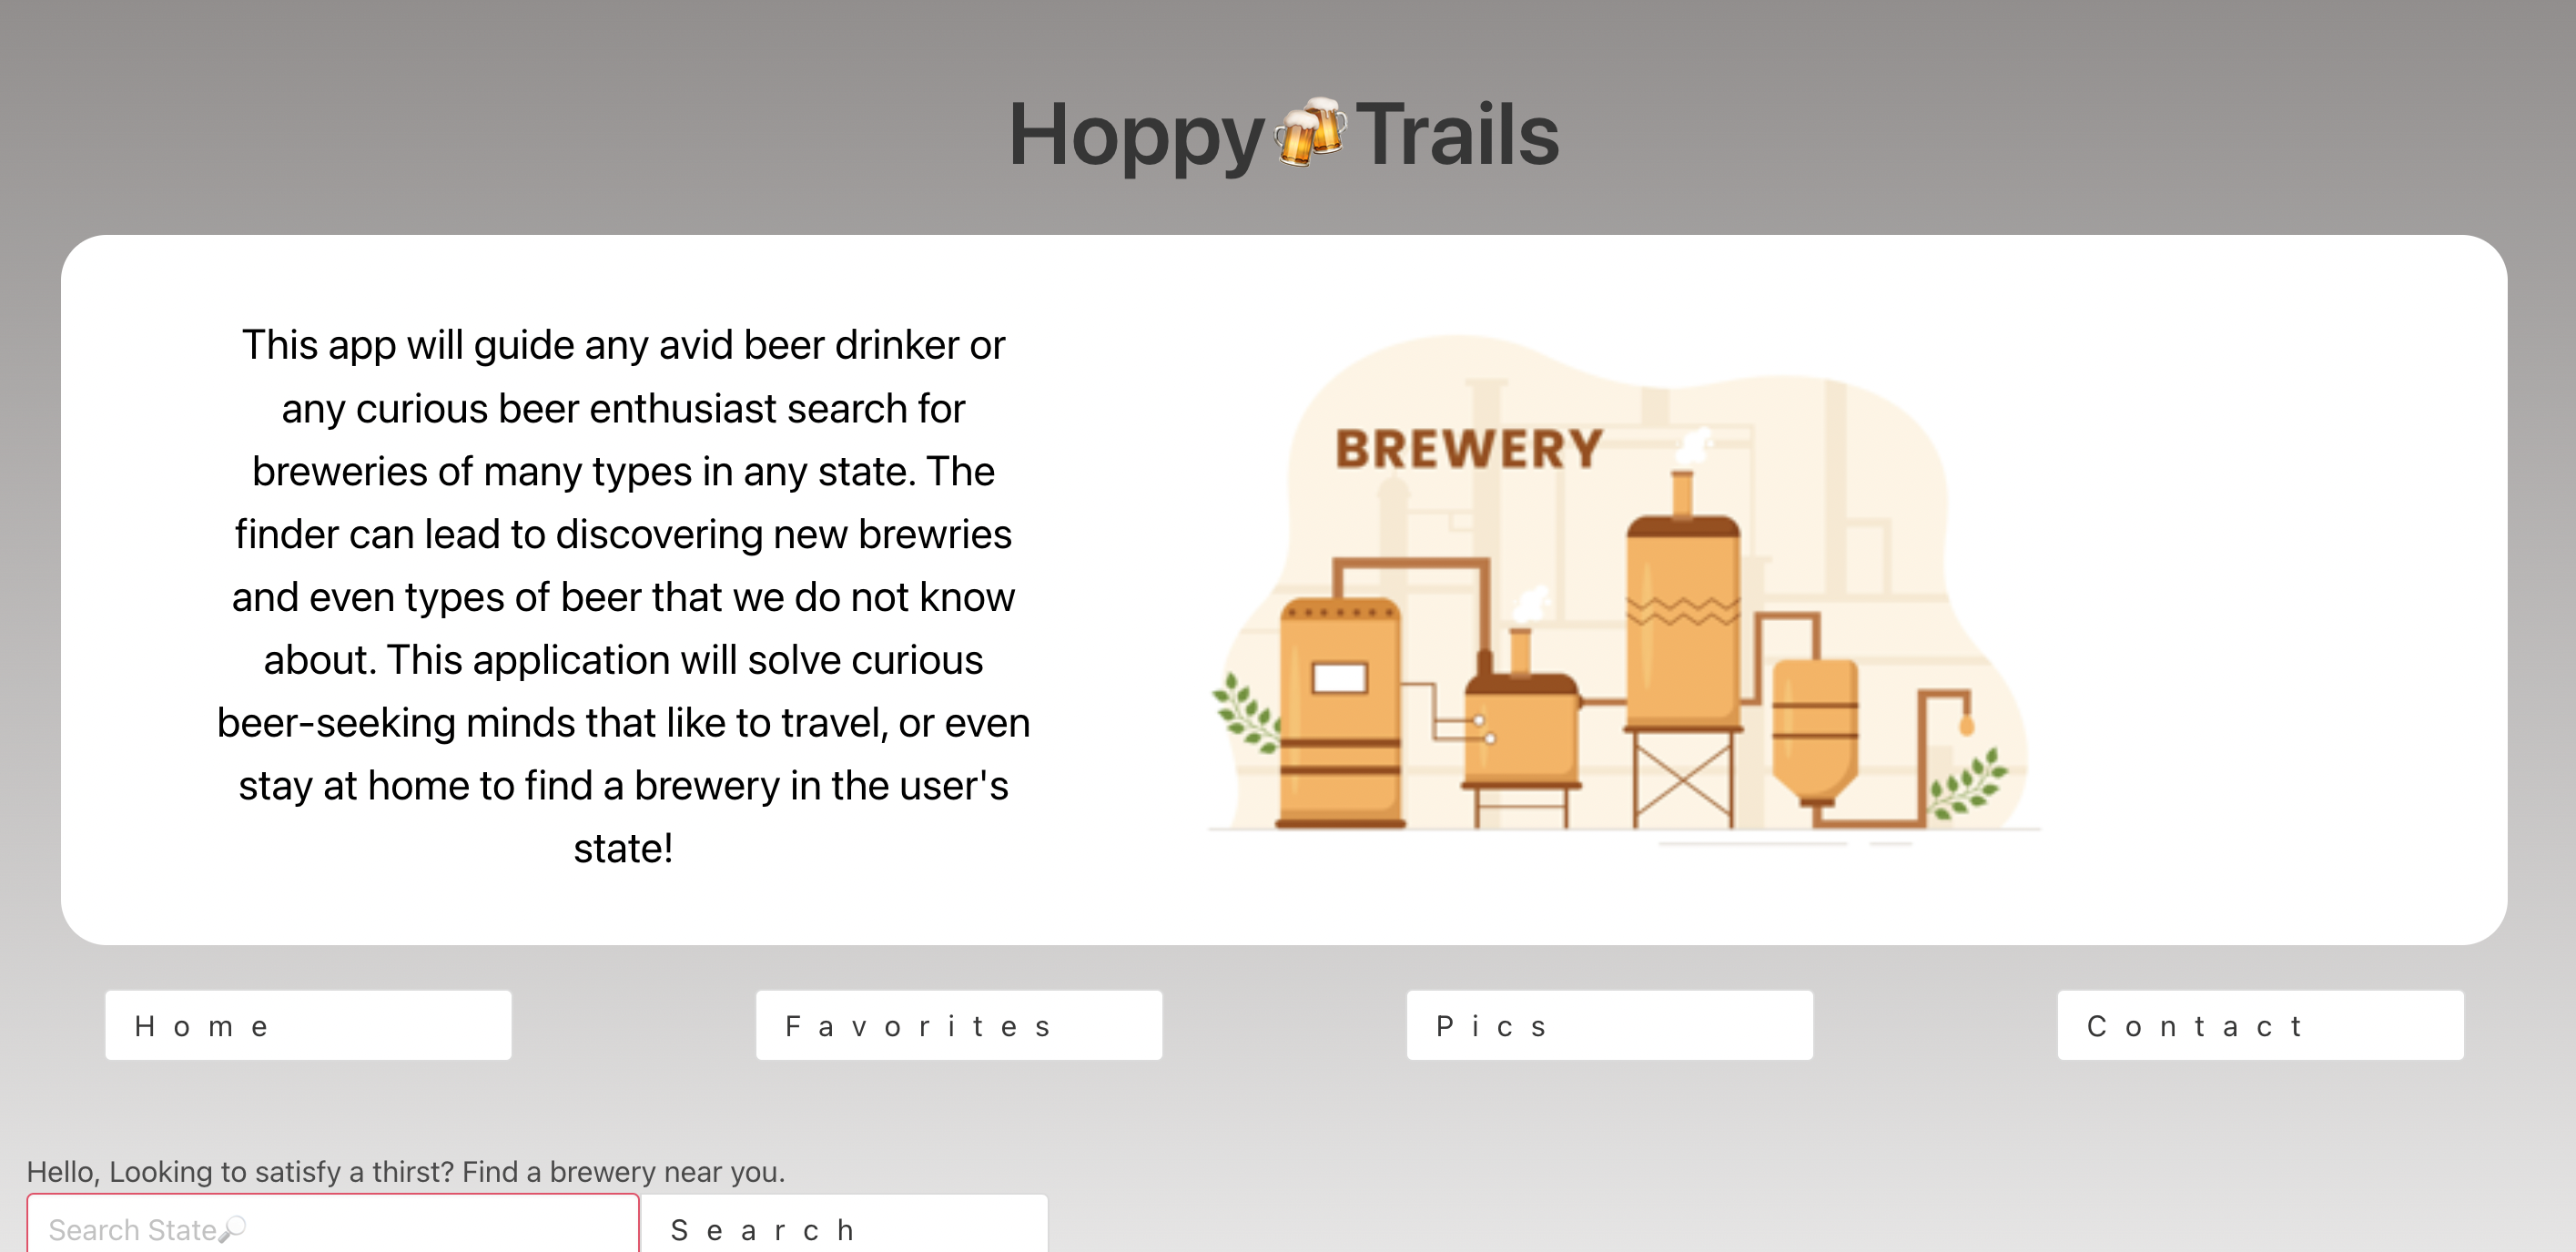 Hoppy🍻Trails
This app will guide any avid beer drinker or
any curious beer enthusiast search for
breweries of many types in any state. The
finder can lead to discovering new brewries
and even types of beer that we do not know
about. This application will solve curious
beer-seeking minds that like to travel, or even
stay at home to find a brewery in the user's
state!
BREWERY
Home
Favorites
Pics
Contact
Hello, Looking to satisfy a thirst? Find a brewery near you.
Search State🔎
Search